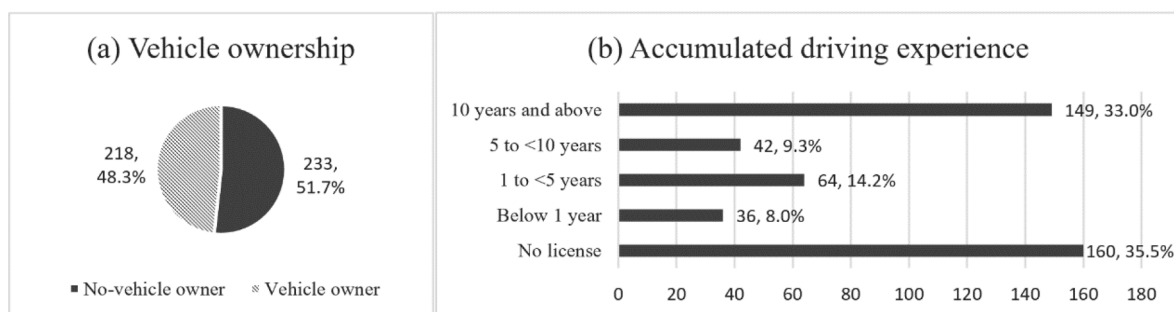 (a) Vehicle ownership
218,
48.3%
233,
51.7%
No-vehicle owner
Vehicle owner
(b) Accumulated driving experience
10 years and above
149, 33.0%
5 to <10 years
42, 9.3%
1 to <5 years
64, 14.2%
Below 1 year
36, 8.0%
No license
160, 35.5%
0 20 40 60 80 100 120 140 160 180